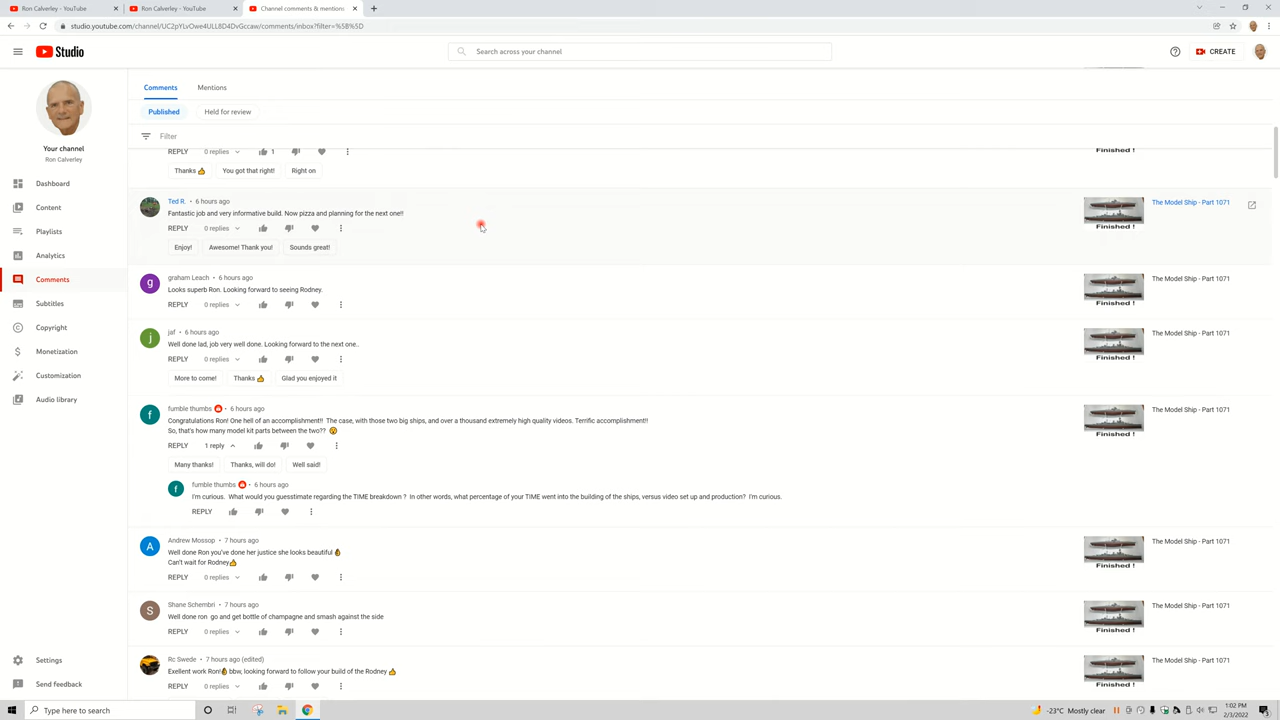 Ron Calverley - YouTube
Ron Calverley - YouTube
Channel comments & mentions
studio.youtube.com/channel/UC2pYLvOwe4ULL8D4DvGccaw/comments/inbox?filter=%5B%5D
Studio
Search across your channel
CREATE
Your channel
Ron Calverley
Dashboard
Content
Playlists
Analytics
Comments
Subtitles
Copyright
Monetization
Customization
Audio library
Settings
Send feedback
Comments Mentions
Published Held for review
Filter
REPLY 0 replies 1
Thanks 👍 You got that right! Right on
Finished !
Ted R. • 6 hours ago
Fantastic job and very informative build. Now pizza and planning for the next one!!
REPLY 0 replies
Enjoy! Awesome! Thank you! Sounds great!
Finished !
The Model Ship - Part 1071
graham Leach • 6 hours ago
Looks superb Ron. Looking forward to seeing Rodney.
REPLY 0 replies
Finished !
The Model Ship - Part 1071
jaf • 6 hours ago
Well done lad, job very well done. Looking forward to the next one..
REPLY 0 replies
More to come! Thanks 👍 Glad you enjoyed it
Finished !
The Model Ship - Part 1071
fumble thumbs • 6 hours ago
Congratulations Ron! One hell of an accomplishment!! The case, with those two big ships, and over a thousand extremely high quality videos. Terrific accomplishment!!
So, that's how many model kit parts between the two?? 😯
REPLY 1 reply
Many thanks! Thanks, will do! Well said!
Finished !
The Model Ship - Part 1071
fumble thumbs • 6 hours ago
I'm curious. What would you guesstimate regarding the TIME breakdown ? In other words, what percentage of your TIME went into the building of the ships, versus video set up and production? I'm curious.
REPLY
Andrew Mossop • 7 hours ago
Well done Ron you've done her justice she looks beautiful 👌
Can't wait for Rodney👍
REPLY 0 replies
Finished !
The Model Ship - Part 1071
Shane Schembri • 7 hours ago
Well done ron go and get bottle of champagne and smash against the side
REPLY 0 replies
Finished !
The Model Ship - Part 1071
Rc Swede • 7 hours ago (edited)
Exellent work Ron!👌 bbw, looking forward to follow your build of the Rodney 👍
REPLY 0 replies
Finished !
The Model Ship - Part 1071
Type here to search
-23°C Mostly clear
1:02 PM
2/3/2022